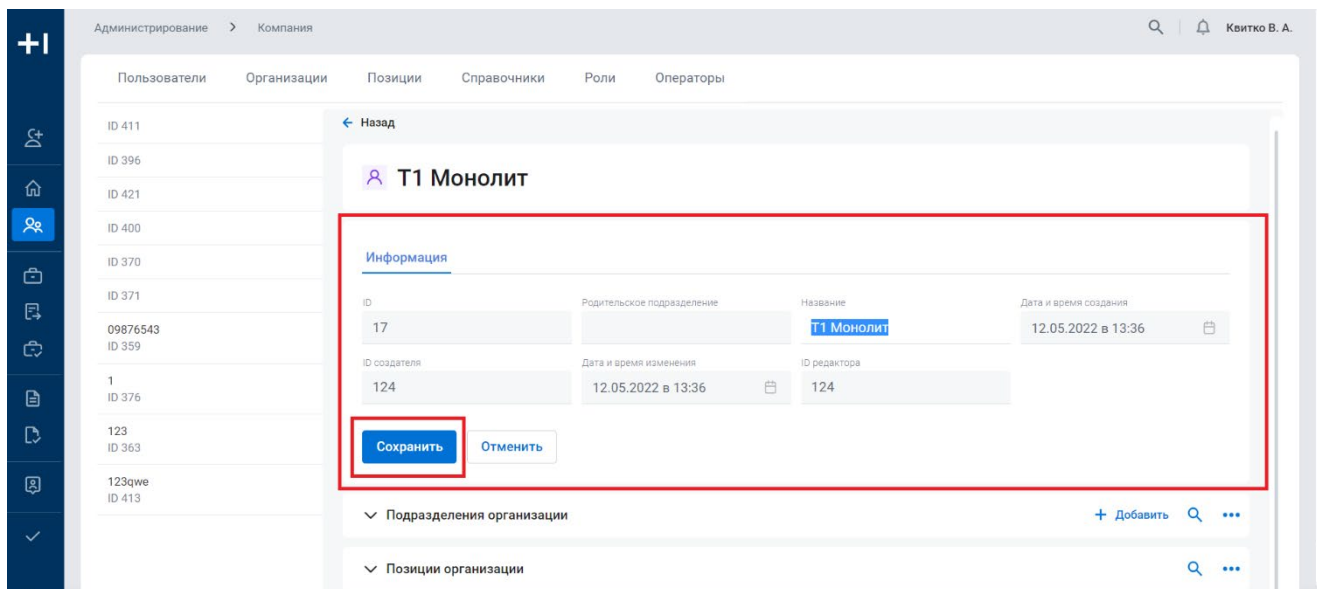 Администрирование > Компания
Квитко В. А.
Пользователи Организации Позиции Справочники Роли Операторы
ID 411
ID 396
ID 421
ID 400
ID 370
ID 371
09876543
ID 359
1
ID 376
123
ID 363
123qwe
ID 413
Назад
Т1 Монолит
Информация
ID Родительское подразделение Название Дата и время создания
17 Т1 Монолит 12.05.2022 в 13:36
ID создателя Дата и время изменения ID редактора
124 12.05.2022 в 13:36 124
Сохранить Отменить
Подразделения организации + Добавить
Позиции организации